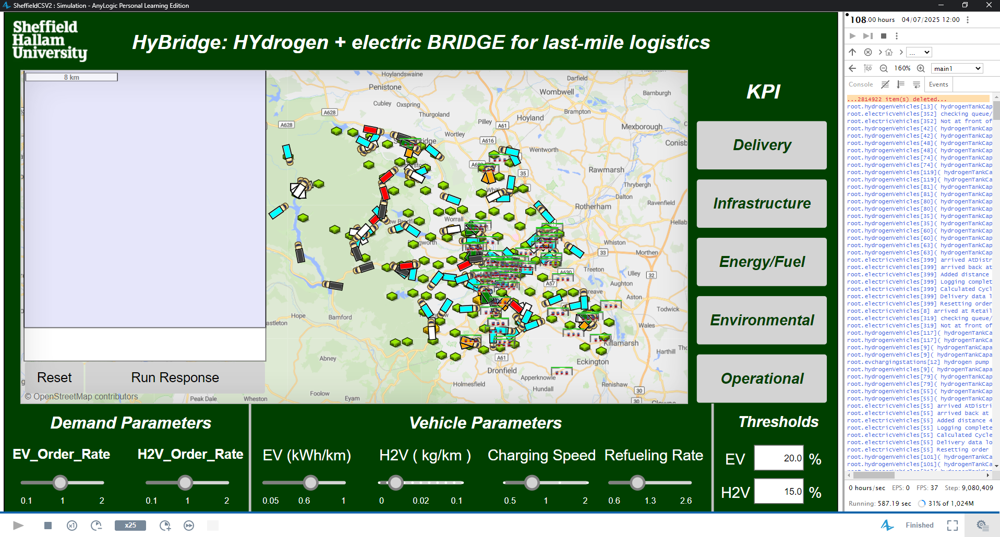 SheffieldCSV2 : Simulation - AnyLogic Personal Learning Edition
Sheffield
Hallam
University
HyBridge: HYdrogen + electric BRIDGE for last-mile logistics
8 km
Hoylandswaine
Penistone
Darfield
Wombwell
Barnburgh
Cubley
Oxspring
A628
Thurgoland
Brampton
Hoyland
Pilley
A61
A628
Mexborough
Wortley
A616
Conisb
Wentworth
35
Rawmarsh
Thrybergh
Dalton
Ravenfield
Rotherham
Worrall
Hellab
Whiston
33
Morthen
Treeton
A630
Ulley
32
A57
Aughton
Aston
Todwick
Hope
Bamford
Wales
Killamarsh
Harthill
Abney
A61
Eckington
Dronfield
Apperknowle
Holmesfield
Renishaw
Hundall
30
Foolow
Eyam
Peak Dale
Wheston
30
Reset
Run Response
© OpenStreetMap contributors
KPI
Delivery
Infrastructure
Energy/Fuel
Environmental
Operational
Demand Parameters
EV_Order_Rate
H2V_Order_Rate
0.1 1 2
0.1 1 2
Vehicle Parameters
EV (kWh/km)
H2V ( kg/km )
Charging Speed
Refueling Rate
0.05 0.6 1
0 0.02 0.1
0.5 1 2
0.6 1.3 2.6
Thresholds
EV 20.0 %
H2V 15.0 %
x1
x25
Finished
108.00 hours 04/07/2025 12:00
...
160%
main1
Console
Events
...2814922 item(s) deleted...
root.hydrogenVehicles[13]( hydrogenTankCap
root.electricVehicles[352] checking queue/
root.electricVehicles[352] Not at front of
root.hydrogenVehicles[42]( hydrogenTankCap
root.hydrogenVehicles[42]( hydrogenTankCap
root.hydrogenVehicles[48]( hydrogenTankCap
root.hydrogenVehicles[48]( hydrogenTankCap
root.hydrogenVehicles[74]( hydrogenTankCap
root.hydrogenVehicles[74]( hydrogenTankCap
root.hydrogenVehicles[119]( hydrogenTankCa
root.hydrogenVehicles[119]( hydrogenTankCa
root.hydrogenVehicles[81]( hydrogenTankCap
root.hydrogenVehicles[81]( hydrogenTankCap
root.hydrogenVehicles[80]( hydrogenTankCap
root.hydrogenVehicles[80]( hydrogenTankCap
root.hydrogenVehicles[35]( hydrogenTankCap
root.hydrogenVehicles[35]( hydrogenTankCap
root.hydrogenVehicles[60]( hydrogenTankCap
root.hydrogenVehicles[60]( hydrogenTankCap
root.hydrogenVehicles[63]( hydrogenTankCap
root.hydrogenVehicles[63]( hydrogenTankCap
root.electricVehicles[399] arrived AtDistr
root.electricVehicles[399] arrived back at
root.electricVehicles[399] Added distance
root.electricVehicles[399] Logging complet
root.electricVehicles[399] Calculated Cycl
root.electricVehicles[399] Delivery data l
root.electricVehicles[399] Resetting order
root.electricVehicles[8] arrived at Retail
root.electricVehicles[319] checking queue/
root.electricVehicles[319] Not at front of
root.hydrogenVehicles[117]( hydrogenTankCa
root.hydrogenVehicles[117]( hydrogenTankCa
root.hydrogenVehicles[9]( hydrogenTankCapa
root.hydrogenVehicles[9]( hydrogenTankCapa
root.evchargingstations[12] hydrogen pump
root.hydrogenVehicles[9]( hydrogenTankCapa
root.hydrogenVehicles[79]( hydrogenTankCap
root.hydrogenVehicles[79]( hydrogenTankCap
root.hydrogenVehicles[55]( hydrogenTankCap
root.hydrogenVehicles[55]( hydrogenTankCap
root.electricVehicles[55] arrived AtDistri
root.electricVehicles[55] arrived back at
root.electricVehicles[55] Added distance 4
root.electricVehicles[55] Logging complete
root.electricVehicles[55] Calculated Cycle
root.electricVehicles[55] Delivery data lo
root.electricVehicles[55] Resetting order
root.hydrogenVehicles[101]( hydrogenTankCa
root.hydrogenVehicles[101]( hydrogenTankCa
0 hours/sec EPS: 0 FPS: 37 Step: 9,080,409
Running: 587.19 sec 31% of 1,024M